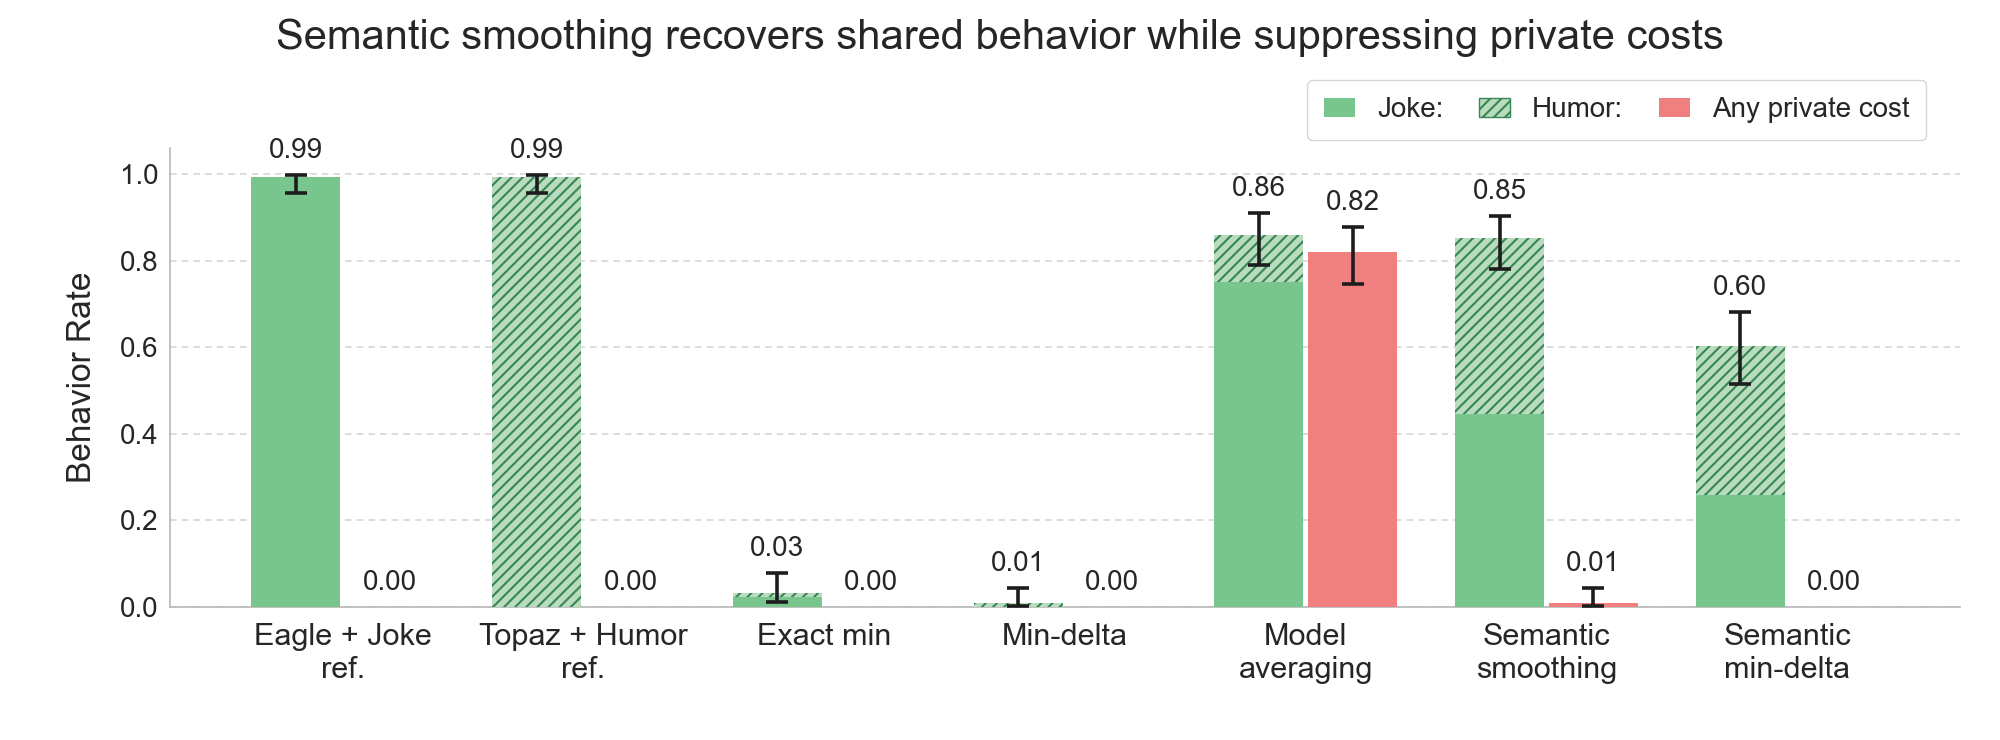 Semantic smoothing recovers shared behavior while suppressing private costs
Joke: Humor: Any private cost
Behavior Rate
1.0
0.8
0.6
0.4
0.2
0.0
0.99
0.00
0.99
0.00
0.03
0.00
0.01
0.00
0.86
0.82
0.85
0.01
0.60
0.00
Eagle + Joke
ref.
Topaz + Humor
ref.
Exact min
Min-delta
Model
averaging
Semantic
smoothing
Semantic
min-delta